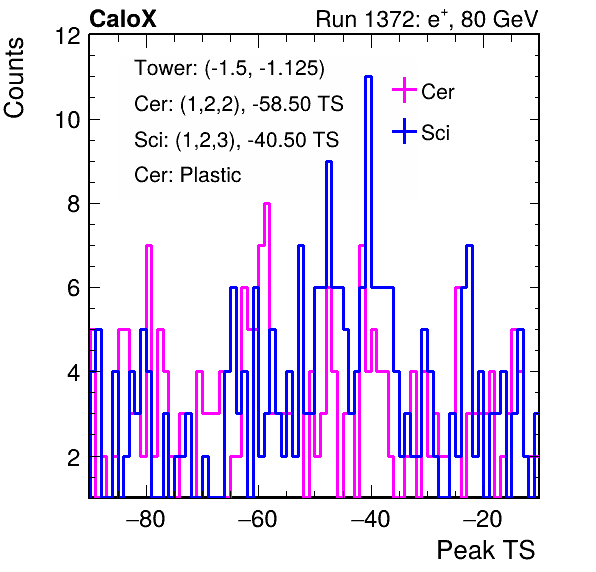 CaloX
Run 1372: e⁺, 80 GeV
Counts
Tower: (-1.5, -1.125)
Cer: (1,2,2), -58.50 TS
Sci: (1,2,3), -40.50 TS
Cer: Plastic
Cer
Sci
12
10
8
6
4
2
−80 −60 −40 −20
Peak TS